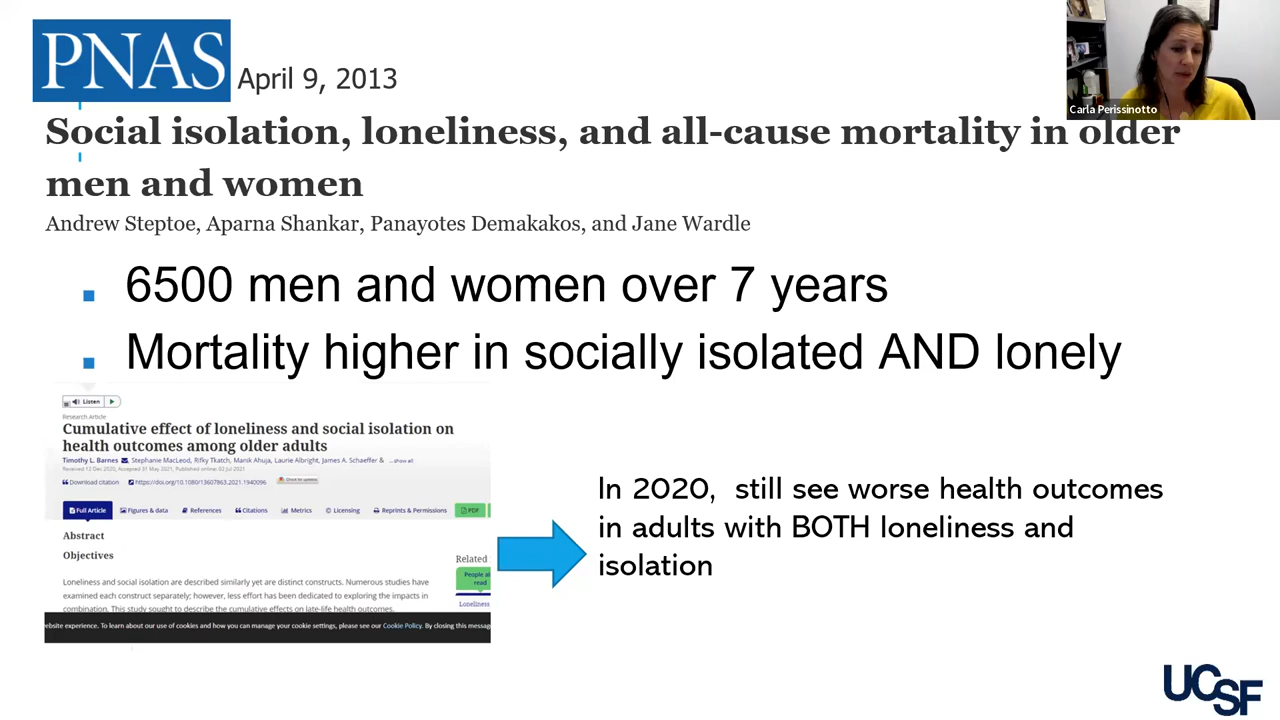 PNAS
April 9, 2013
Carla Perissinotto
Social isolation, loneliness, and all-cause mortality in older
men and women
Andrew Steptoe, Aparna Shankar, Panayotes Demakakos, and Jane Wardle
6500 men and women over 7 years
Mortality higher in socially isolated AND lonely
Listen
Research Article
Cumulative effect of loneliness and social isolation on
health outcomes among older adults
Timothy L. Barnes, Stephanie MacLeod, Rifky Tkatch, Manik Ahuja, Laurie Albright, James A. Schaeffer & ...show all
Received 12 Dec 2020, Accepted 31 May 2021, Published online: 02 Jul 2021
Download citation https://doi.org/10.1080/13607863.2021.1940096 Check for updates
Full Article Figures & data References Citations Metrics Licensing Reprints & Permissions PDF
Abstract
Objectives
Loneliness and social isolation are described similarly yet are distinct constructs. Numerous studies have
examined each construct separately; however, less effort has been dedicated to exploring the impacts in
combination. This study sought to describe the cumulative effects on late-life health outcomes.
Related
People al
read
Loneliness
ebsite experience. To learn about our use of cookies and how you can manage your cookie settings, please see our Cookie Policy. By closing this messag
In 2020, still see worse health outcomes
in adults with BOTH loneliness and
isolation
UCSF